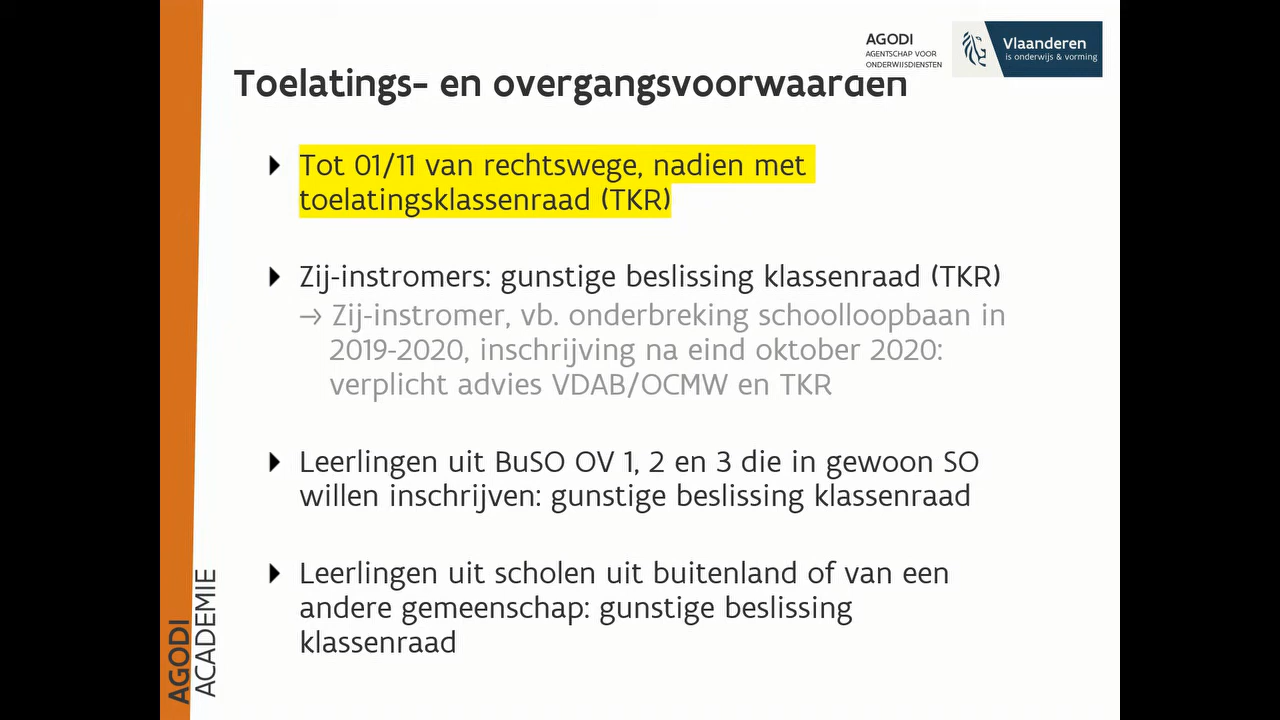 AGODI
AGENTSCHAP VOOR
ONDERWIJSDIENSTEN
Vlaanderen
is onderwijs & vorming
Toelatings- en overgangsvoorwaarden
Tot 01/11 van rechtswege, nadien met
toelatingsklassenraad (TKR)
Zij-instromers: gunstige beslissing klassenraad (TKR)
→ Zij-instromer, vb. onderbreking schoolloopbaan in
2019-2020, inschrijving na eind oktober 2020:
verplicht advies VDAB/OCMW en TKR
Leerlingen uit BuSO OV 1, 2 en 3 die in gewoon SO
willen inschrijven: gunstige beslissing klassenraad
Leerlingen uit scholen uit buitenland of van een
andere gemeenschap: gunstige beslissing
klassenraad
AGODI
ACADEMIE